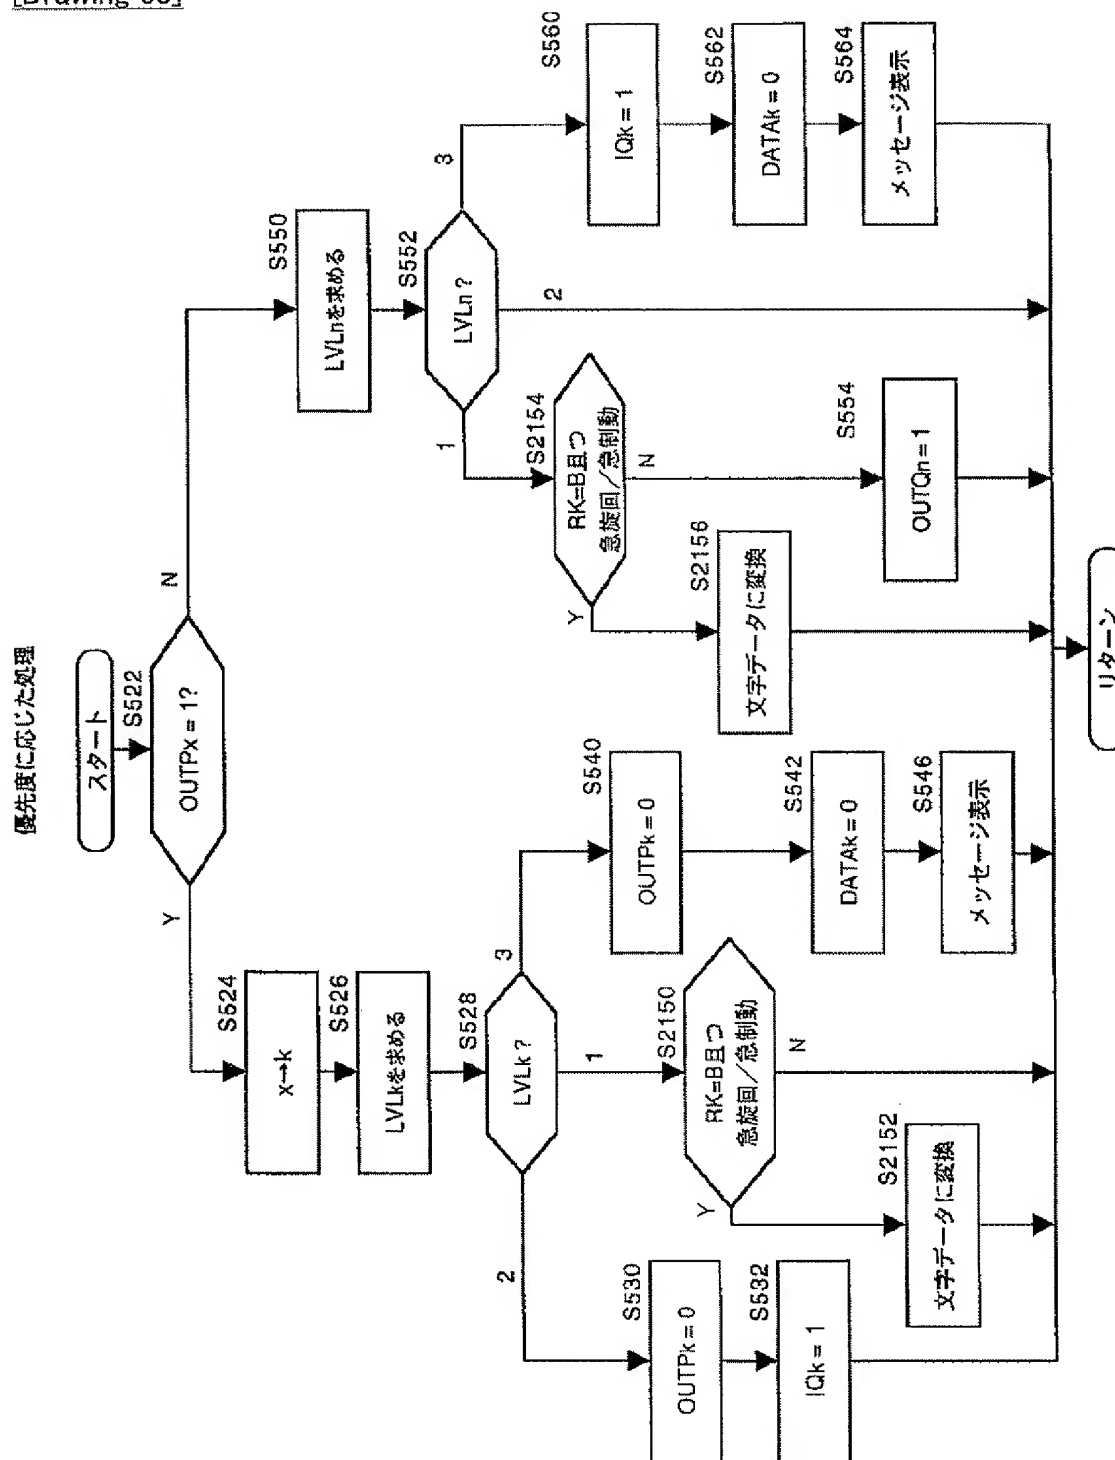 優先度に応じた処理
スタート
S522
OUTPx = 1?
Y
N
S524
x→k
S526
LVLkを求める
S528
LVLk ?
2
1
3
S530
OUTPk = 0
S532
IQk = 1
S2150
RK=B且つ
急旋回/急制動
Y
N
S2152
文字データに変換
S540
OUTPk = 0
S542
DATAk = 0
S546
メッセージ表示
S550
LVLnを求める
S552
LVLn ?
1
2
3
S2154
RK=B且つ
急旋回/急制動
Y
N
S2156
文字データに変換
S554
OUTQn = 1
S560
IQk = 1
S562
DATAk = 0
S564
メッセージ表示
リターン